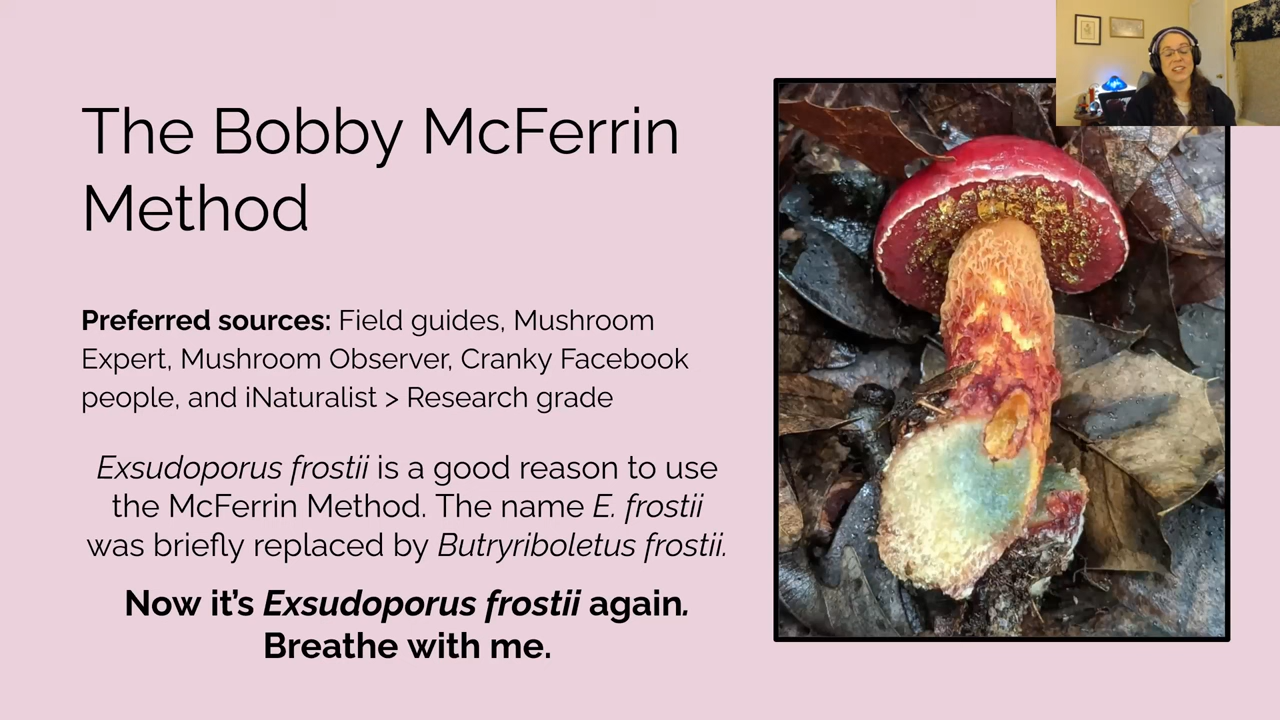 The Bobby McFerrin
Method
Preferred sources: Field guides, Mushroom
Expert, Mushroom Observer, Cranky Facebook
people, and iNaturalist > Research grade
Exsudoporus frostii is a good reason to use
the McFerrin Method. The name E. frostii
was briefly replaced by Butryriboletus frostii.
Now it’s Exsudoporus frostii again.
Breathe with me.